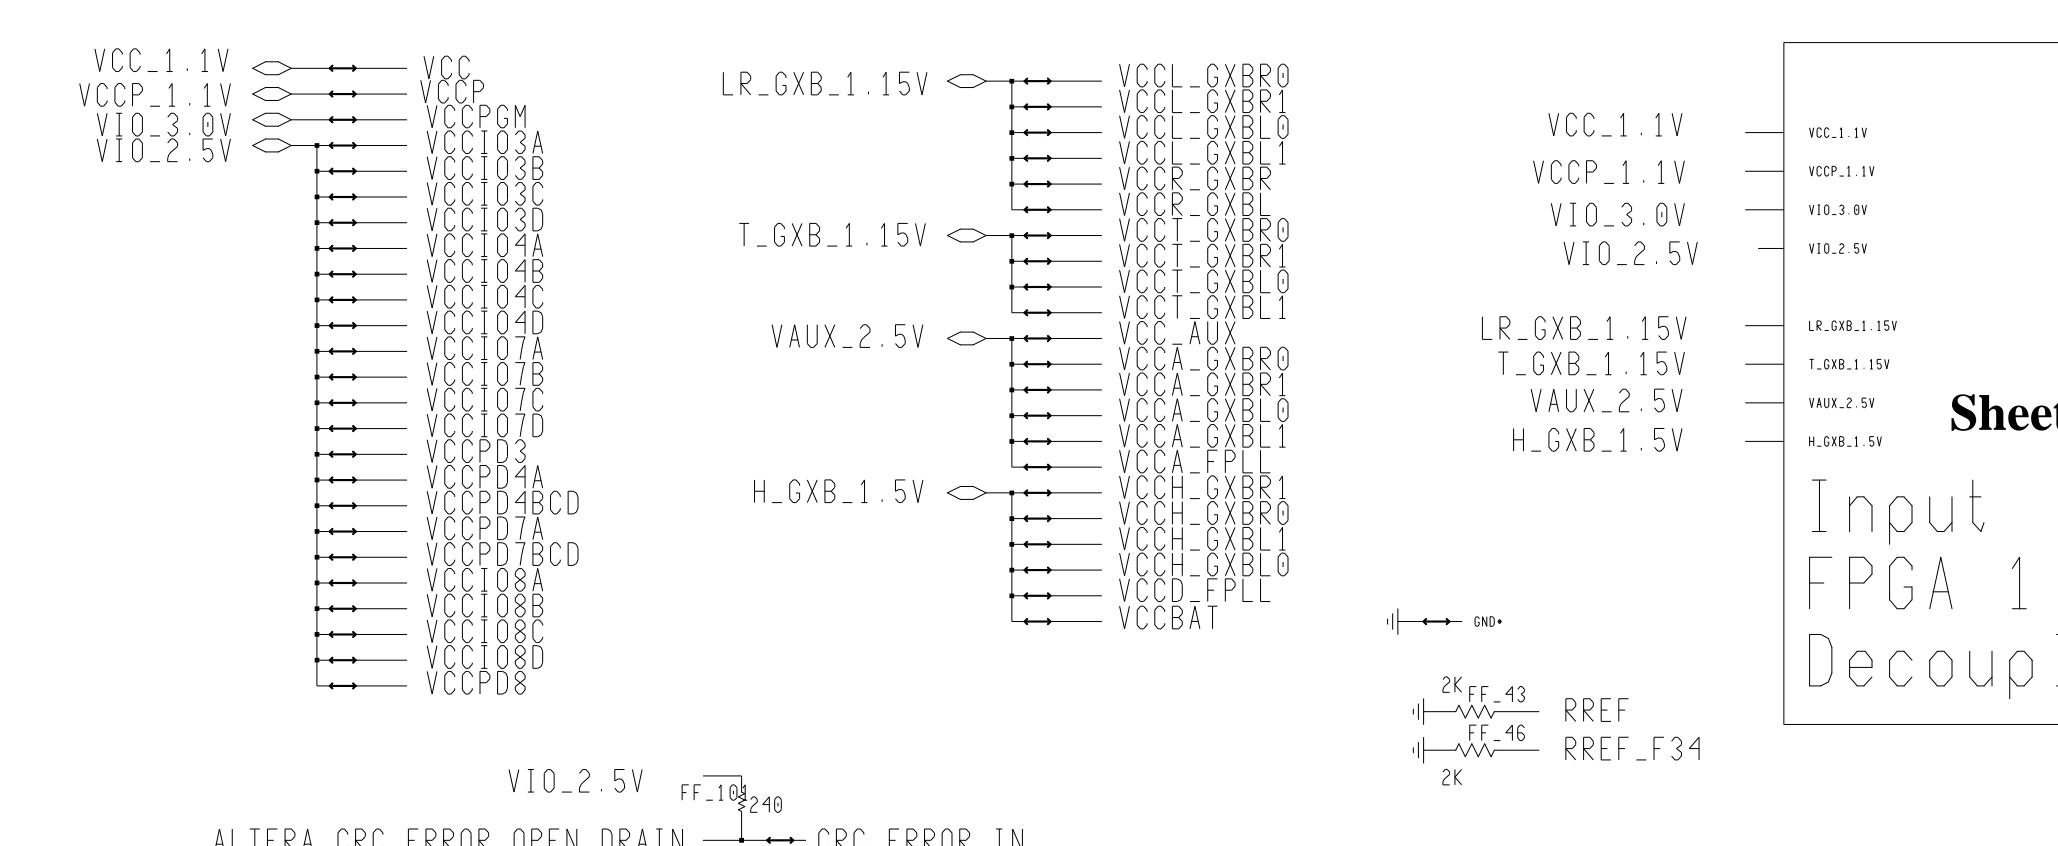 VCC_1.1V
VCCP_1.1V
VIO_3.0V
VIO_2.5V
VCC
VCCP
VCCPGM
VCCIO3A
VCCIO3B
VCCIO3C
VCCIO3D
VCCIO4A
VCCIO4B
VCCIO4C
VCCIO4D
VCCIO7A
VCCIO7B
VCCIO7C
VCCIO7D
VCCPD3
VCCPD4A
VCCPD4BCD
VCCPD7A
VCCPD7BCD
VCCIO8A
VCCIO8B
VCCIO8C
VCCIO8D
VCCPD8
LR_GXB_1.15V
T_GXB_1.15V
VAUX_2.5V
H_GXB_1.5V
VCCL_GXBR0
VCCL_GXBR1
VCCL_GXBL0
VCCL_GXBL1
VCCR_GXBR
VCCR_GXBL
VCCT_GXBR0
VCCT_GXBR1
VCCT_GXBL0
VCCT_GXBL1
VCC_AUX
VCCA_GXBR0
VCCA_GXBR1
VCCA_GXBL0
VCCA_GXBL1
VCCA_FPLL
VCCH_GXBR1
VCCH_GXBR0
VCCH_GXBL1
VCCH_GXBL0
VCCD_FPLL
VCCBAT
VCC_1.1V
VCCP_1.1V
VIO_3.0V
VIO_2.5V
LR_GXB_1.15V
T_GXB_1.15V
VAUX_2.5V
H_GXB_1.5V
VCC_1.1V
VCCP_1.1V
VIO_3.0V
VIO_2.5V
LR_GXB_1.15V
T_GXB_1.15V
VAUX_2.5V
H_GXB_1.5V
Sheet
Input
FPGA 1
Decoupl
GND*
2K FF_43
RREF
FF_46
2K
RREF_F34
VIO_2.5V
FF_101
240
ALTERA_CRC_ERROR_OPEN_DRAIN
CRC_ERROR_IN